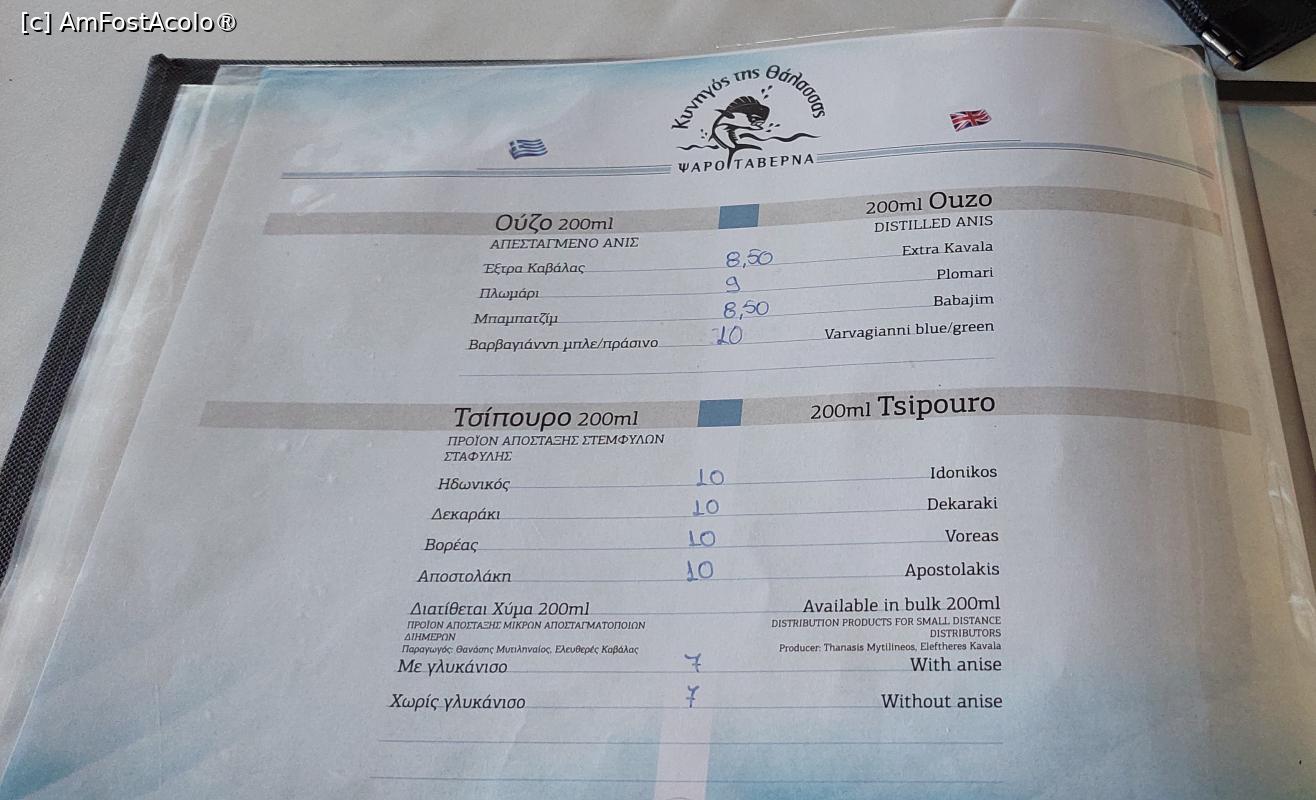 [c] AmFostAcolo®
Κυνηγός της Θάλασσας
ΨΑΡΟΤΑΒΕΡΝΑ
Ούζο 200ml 200ml Ouzo
ΑΠΕΣΤΑΓΜΕΝΟ ΑΝΙΣ DISTILLED ANIS
Έξτρα Καβάλας 8,50 Extra Kavala
Πλωμάρι 9 Plomari
Μπαμπατζίμ 8,50 Babajim
Βαρβαγιάννη μπλε/πράσινο 10 Varvagianni blue/green
Τσίπουρο 200ml 200ml Tsipouro
ΠΡΟΪΟΝ ΑΠΟΣΤΑΞΗΣ ΣΤΕΜΦΥΛΩΝ
ΣΤΑΦΥΛΗΣ
Ηδωνικός 10 Idonikos
Δεκαράκι 10 Dekaraki
Βορέας 10 Voreas
Αποστολάκη 10 Apostolakis
Διατίθεται Χύμα 200ml Available in bulk 200ml
ΠΡΟΪΟΝ ΑΠΟΣΤΑΞΗΣ ΜΙΚΡΩΝ ΑΠΟΣΤΑΓΜΑΤΟΠΟΙΩΝ DISTRIBUTION PRODUCTS FOR SMALL DISTANCE
ΔΙΗΜΕΡΩΝ DISTRIBUTORS
Παραγωγός: Θανάσης Μυτιληναίος, Ελευθερές Καβάλας Producer: Thanasis Mytilineos, Eleftheres Kavala
Με γλυκάνισο 7 With anise
Χωρίς γλυκάνισο 7 Without anise